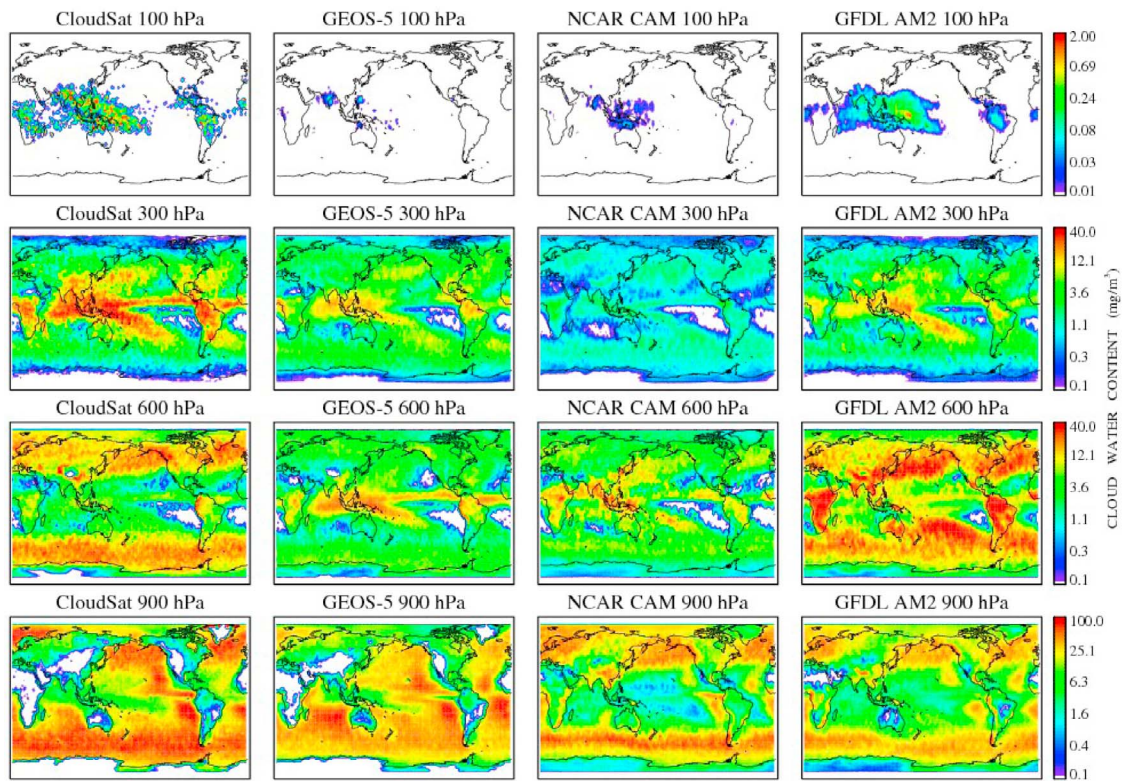 CloudSat 100 hPa
GEOS-5 100 hPa
NCAR CAM 100 hPa
GFDL AM2 100 hPa
2.00
0.69
0.24
0.08
0.03
0.01
CloudSat 300 hPa
GEOS-5 300 hPa
NCAR CAM 300 hPa
GFDL AM2 300 hPa
40.0
12.1
3.6
1.1
0.3
0.1
CLOUD WATER CONTENT (mg/m³)
CloudSat 600 hPa
GEOS-5 600 hPa
NCAR CAM 600 hPa
GFDL AM2 600 hPa
40.0
12.1
3.6
1.1
0.3
0.1
CloudSat 900 hPa
GEOS-5 900 hPa
NCAR CAM 900 hPa
GFDL AM2 900 hPa
100.0
25.1
6.3
1.6
0.4
0.1